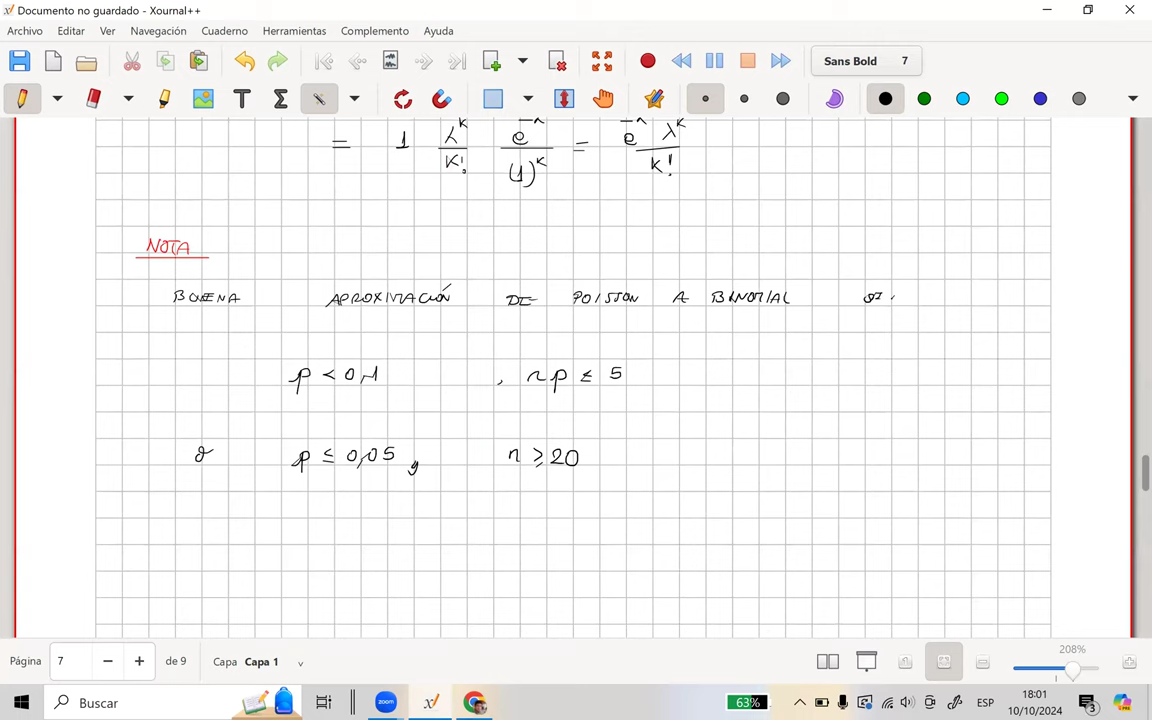 Documento no guardado - Xournal++
Archivo Editar Ver Navegación Cuaderno Herramientas Complemento Ayuda
Sans Bold 7
= 1 λ^K/K! e^-λ/(1)^K = e^-λ λ^K/K!
NOTA
BUENA APROXIMACIÓN DE POISSON A BINOMIAL SI.
p < 0,1 , np ≤ 5
o p ≤ 0,05 y n ≥ 20
Página 7 de 9 Capa Capa 1 208%
Buscar zoom 63% ESP 18:01
10/10/2024 3